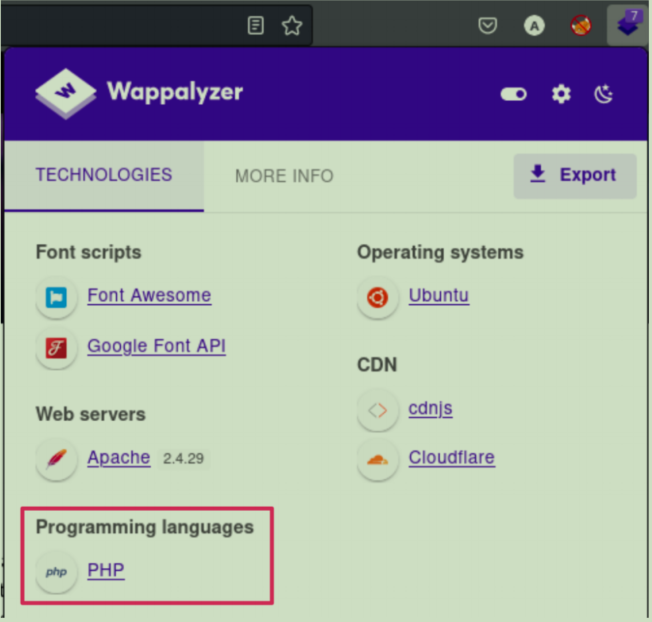 7
A
W Wappalyzer
TECHNOLOGIES
MORE INFO
Export
Font scripts
Font Awesome
Google Font API
Web servers
Apache 2.4.29
Programming languages
php PHP
Operating systems
Ubuntu
CDN
cdnjs
Cloudflare